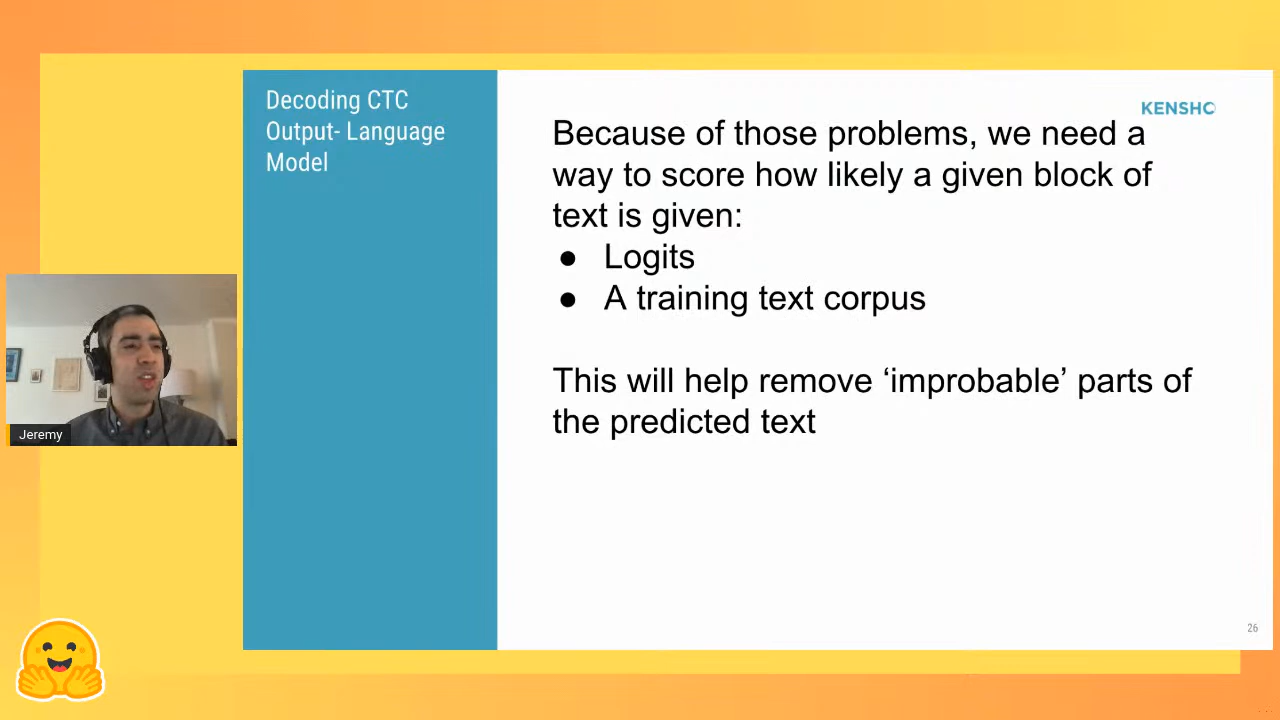 Decoding CTC
Output- Language
Model
KENSHO
Because of those problems, we need a
way to score how likely a given block of
text is given:
● Logits
● A training text corpus
This will help remove ‘improbable’ parts of
the predicted text
Jeremy
26